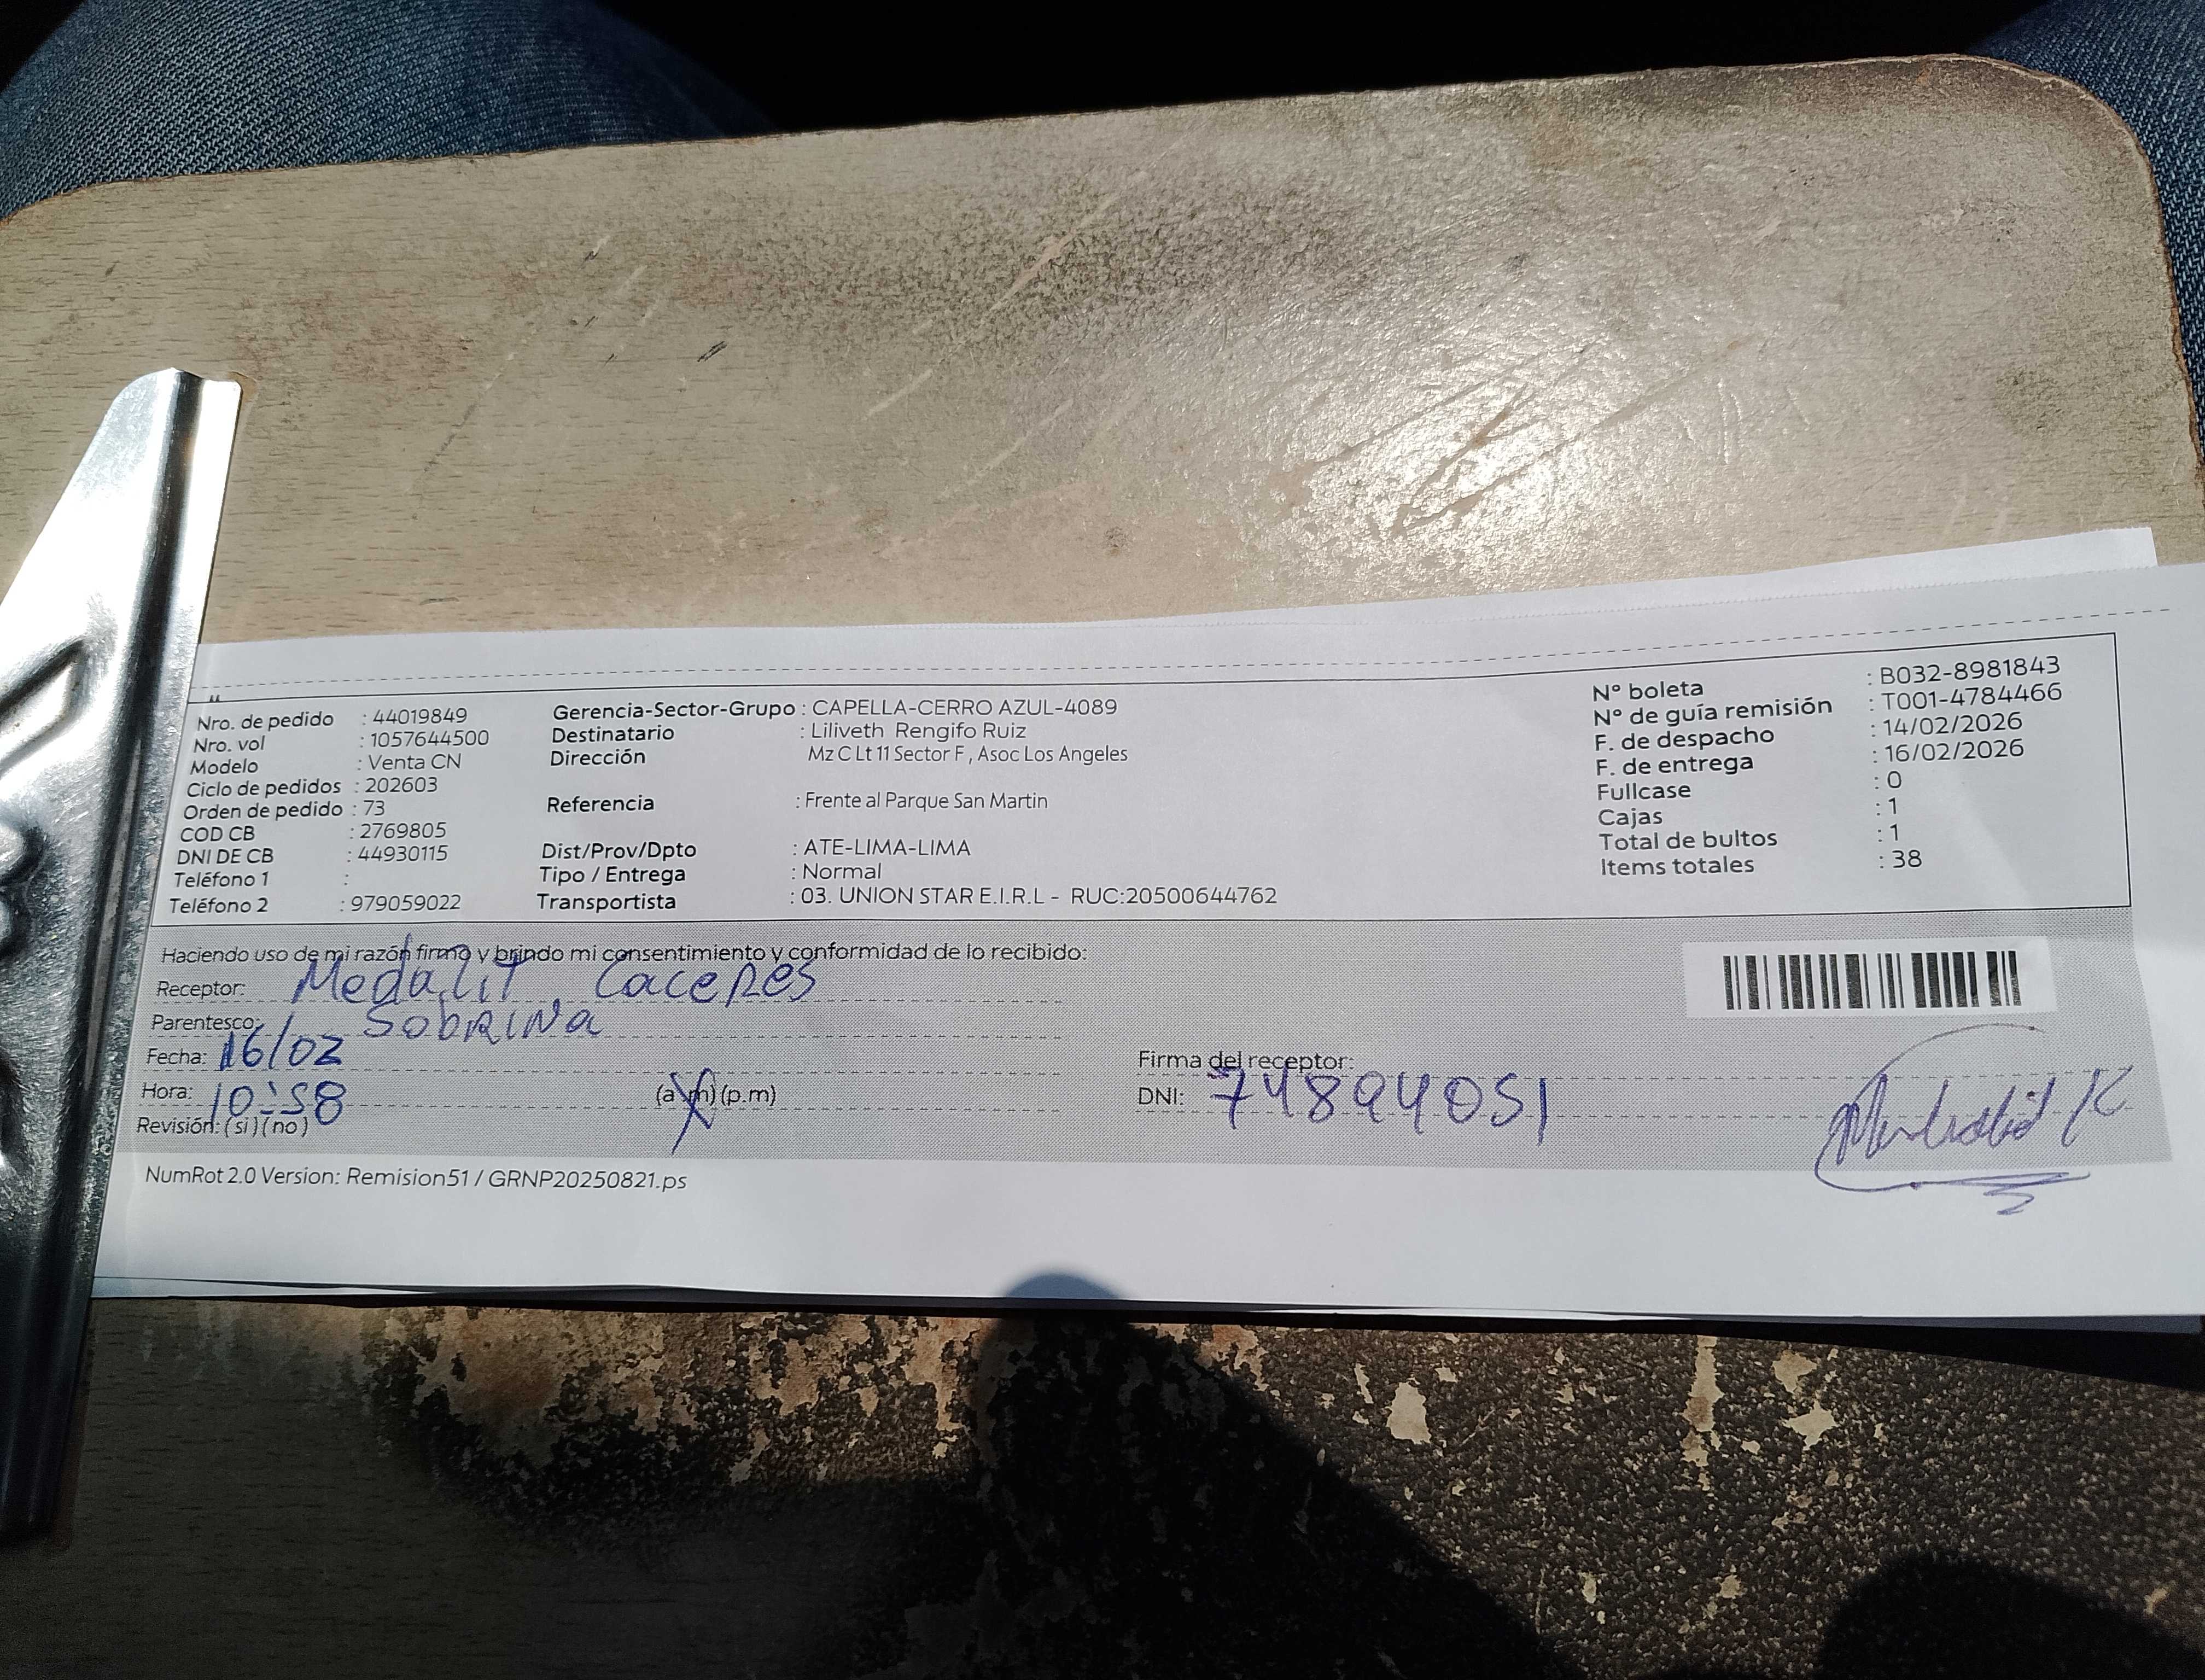 Nro. de pedido : 44019849
Nro. vol : 1057644500
Modelo : Venta CN
Ciclo de pedidos : 202603
Orden de pedido : 73
COD CB : 2769805
DNI DE CB : 44930115
Teléfono 1 :
Teléfono 2 : 979059022
Gerencia-Sector-Grupo : CAPELLA-CERRO AZUL-4089
Destinatario : Liliveth Rengifo Ruiz
Dirección Mz C Lt 11 Sector F , Asoc Los Angeles
Referencia : Frente al Parque San Martin
Dist/Prov/Dpto : ATE-LIMA-LIMA
Tipo / Entrega : Normal
Transportista : 03. UNION STAR E.I.R.L - RUC:20500644762
N° boleta : B032-8981843
N° de guía remisión : T001-4784466
F. de despacho : 14/02/2026
F. de entrega : 16/02/2026
Fullcase : 0
Cajas : 1
Total de bultos : 1
Items totales : 38
Haciendo uso de mi razón firmo y brindo mi consentimiento y conformidad de lo recibido:
Receptor: Medalit Caceres
Parentesco: Sobrina
Fecha: 16/02
Hora: 10:58 (a.m) (p.m)
Revisión: (si) (no)
Firma del receptor:
DNI: 74894051
NumRot 2.0 Version: Remision51 / GRNP20250821.ps